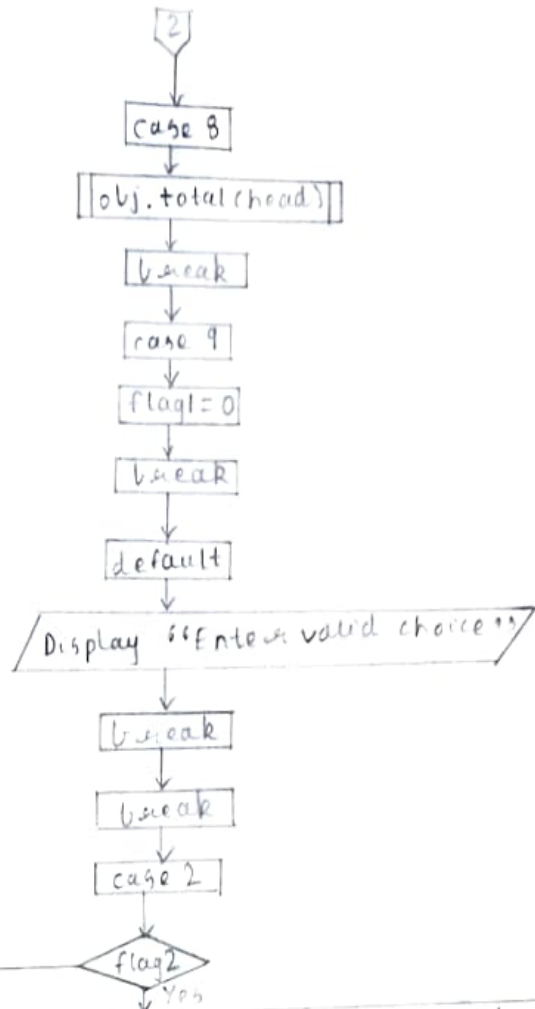 2
case 8
obj.total(head)
break
case 9
flag1=0
break
default
Display "Enter valid choice"
break
break
case 2
flag2
Yes